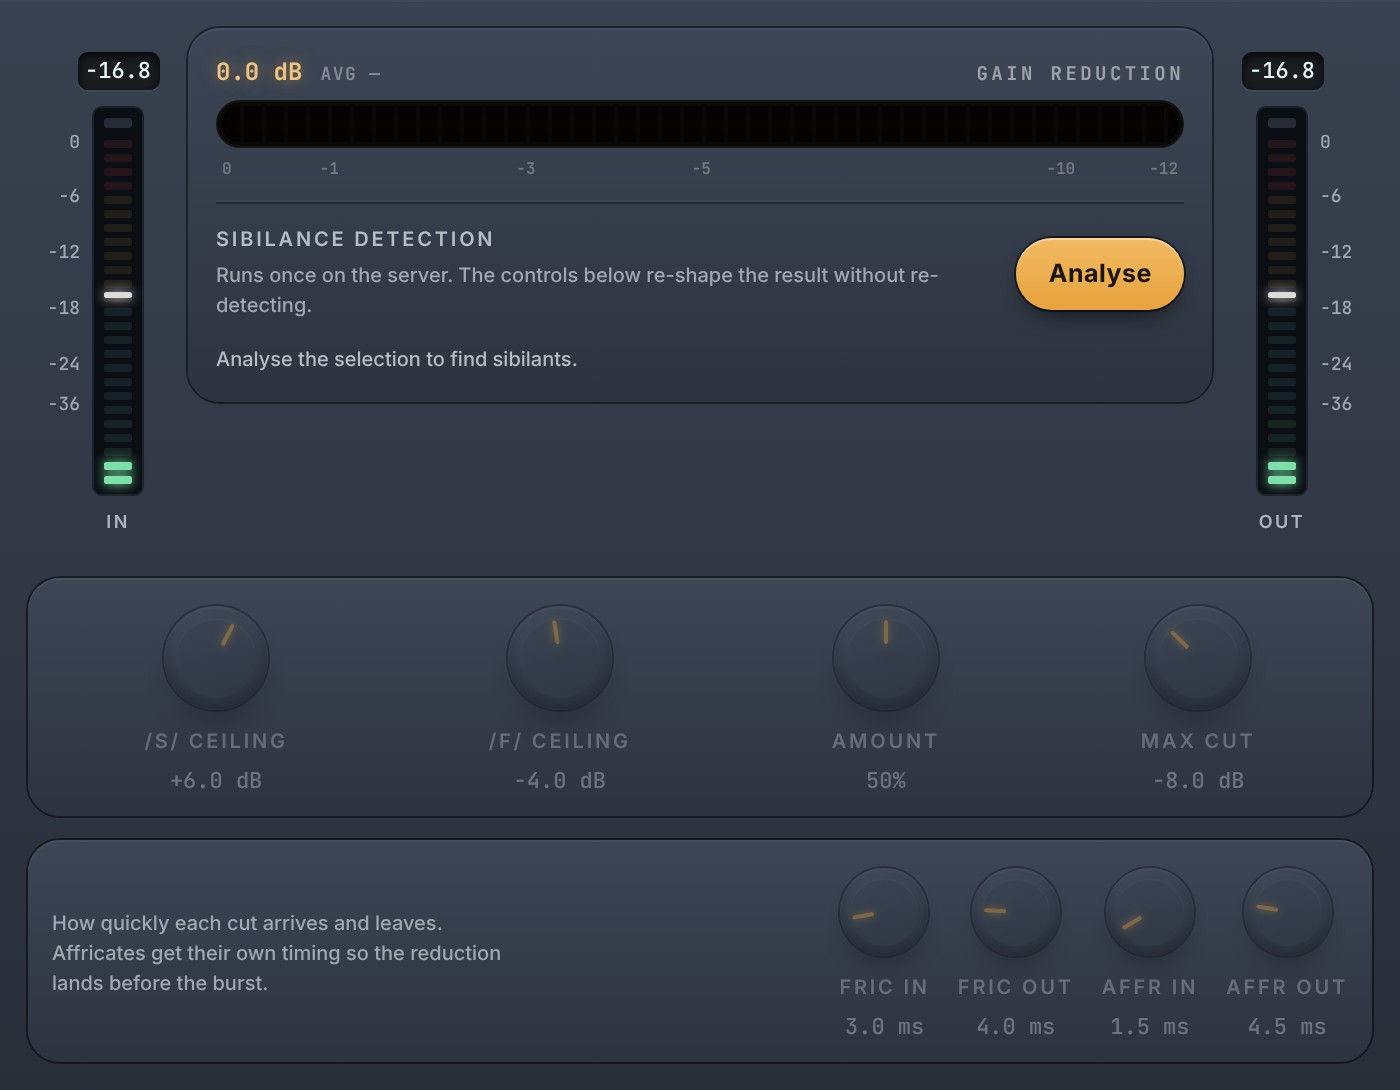 -16.8
0
-6
-12
-18
-24
-36
IN
0.0 dB AVG — GAIN REDUCTION
0 -1 -3 -5 -10 -12
SIBILANCE DETECTION
Runs once on the server. The controls below re-shape the result without re-
detecting.
Analyse
Analyse the selection to find sibilants.
-16.8
0
-6
-12
-18
-24
-36
OUT
/S/ CEILING
+6.0 dB
/F/ CEILING
-4.0 dB
AMOUNT
50%
MAX CUT
-8.0 dB
How quickly each cut arrives and leaves.
Affricates get their own timing so the reduction
lands before the burst.
FRIC IN
3.0 ms
FRIC OUT
4.0 ms
AFFR IN
1.5 ms
AFFR OUT
4.5 ms